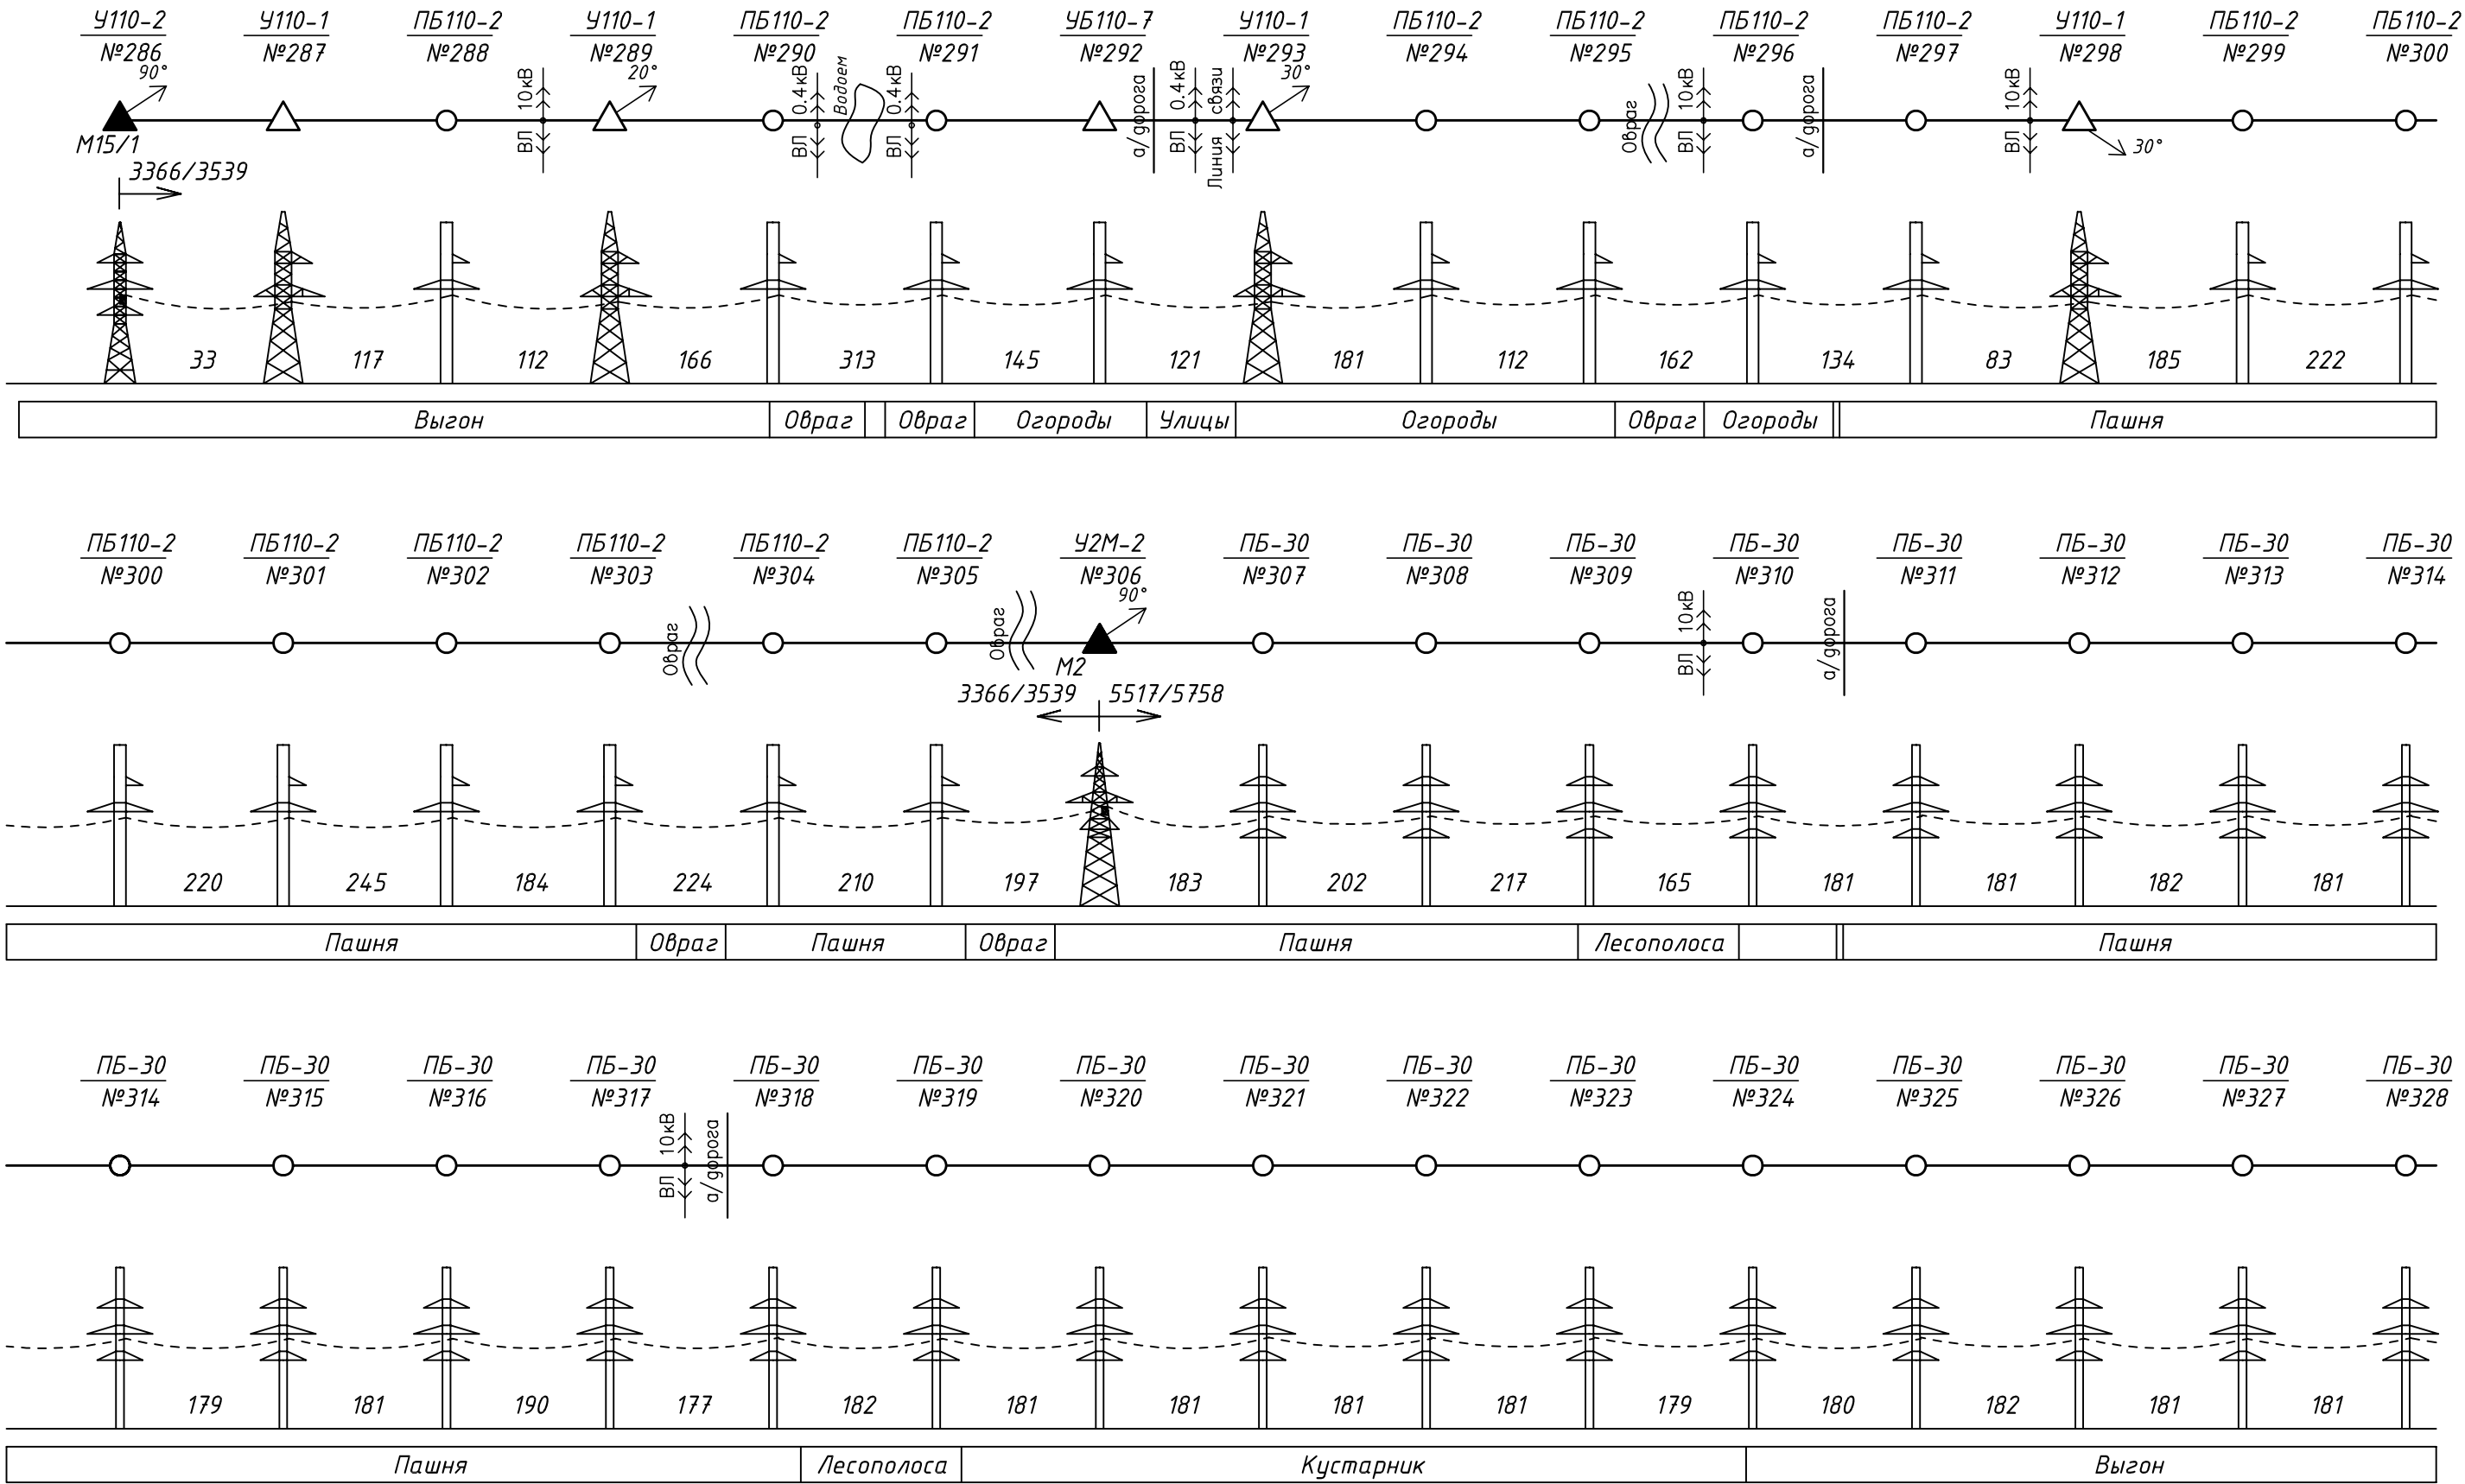 У110-2 У110-1 ПБ110-2 У110-1 ПБ110-2 ПБ110-2 УБ110-7 У110-1 ПБ110-2 ПБ110-2 ПБ110-2 ПБ110-2 У110-1 ПБ110-2 ПБ110-2
№286 №287 №288 №289 №290 №291 №292 №293 №294 №295 №296 №297 №298 №299 №300
90° 20° 30°
ВЛ 10кВ
ВЛ 0.4кВ
Водоем
ВЛ 0.4кВ
а/дорога
ВЛ 0.4кВ
Линия связи
Овраг
ВЛ 10кВ
а/дорога
ВЛ 10кВ
30°
М15/1
3366/3539
33 117 112 166 313 145 121 181 112 162 134 83 185 222
Выгон Овраг Овраг Огороды Улицы Огороды Овраг Огороды Пашня
ПБ110-2 ПБ110-2 ПБ110-2 ПБ110-2 ПБ110-2 ПБ110-2 У2М-2 ПБ-30 ПБ-30 ПБ-30 ПБ-30 ПБ-30 ПБ-30 ПБ-30 ПБ-30
№300 №301 №302 №303 №304 №305 №306 №307 №308 №309 №310 №311 №312 №313 №314
90°
Овраг
Овраг
ВЛ 10кВ
а/дорога
М2
3366/3539 5517/5758
220 245 184 224 210 197 183 202 217 165 181 181 182 181
Пашня Овраг Пашня Овраг Пашня Лесополоса Пашня
ПБ-30 ПБ-30 ПБ-30 ПБ-30 ПБ-30 ПБ-30 ПБ-30 ПБ-30 ПБ-30 ПБ-30 ПБ-30 ПБ-30 ПБ-30 ПБ-30 ПБ-30
№314 №315 №316 №317 №318 №319 №320 №321 №322 №323 №324 №325 №326 №327 №328
ВЛ 10кВ
а/дорога
179 181 190 177 182 181 181 181 181 179 180 182 181 181
Пашня Лесополоса Кустарник Выгон